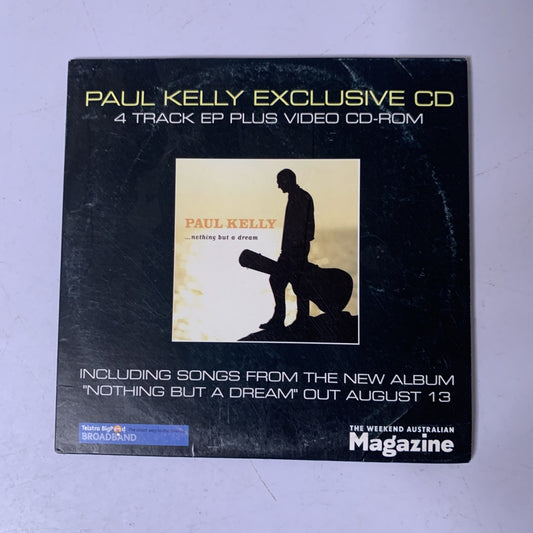 PAUL KELLY EXCLUSIVE CD
4 TRACK EP PLUS VIDEO CD-ROM
PAUL KELLY
...nothing but a dream
INCLUDING SONGS FROM THE NEW ALBUM
"NOTHING BUT A DREAM" OUT AUGUST 13
Telstra
BROADBAND
THE WEEKEND AUSTRALIAN
Magazine